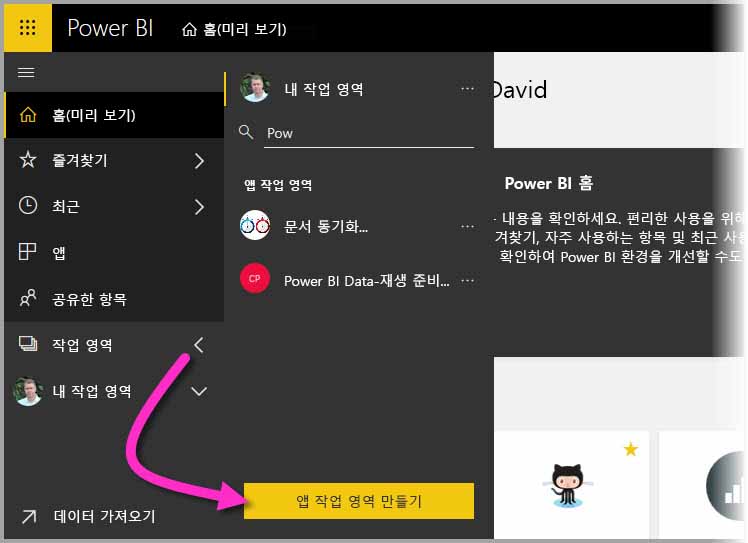 Power BI
홈(미리 보기)
홈(미리 보기)
즐겨찾기
최근
앱
공유한 항목
작업 영역
내 작업 영역
데이터 가져오기
내 작업 영역
Pow
앱 작업 영역
문서 동기화...
CP
Power BI Data-재생 준비...
앱 작업 영역 만들기
David
Power BI 홈
내용을 확인하세요. 편리한 사용을 위해
겨찾기, 자주 사용하는 항목 및 최근 사용
확인하여 Power BI 환경을 개선할 수도